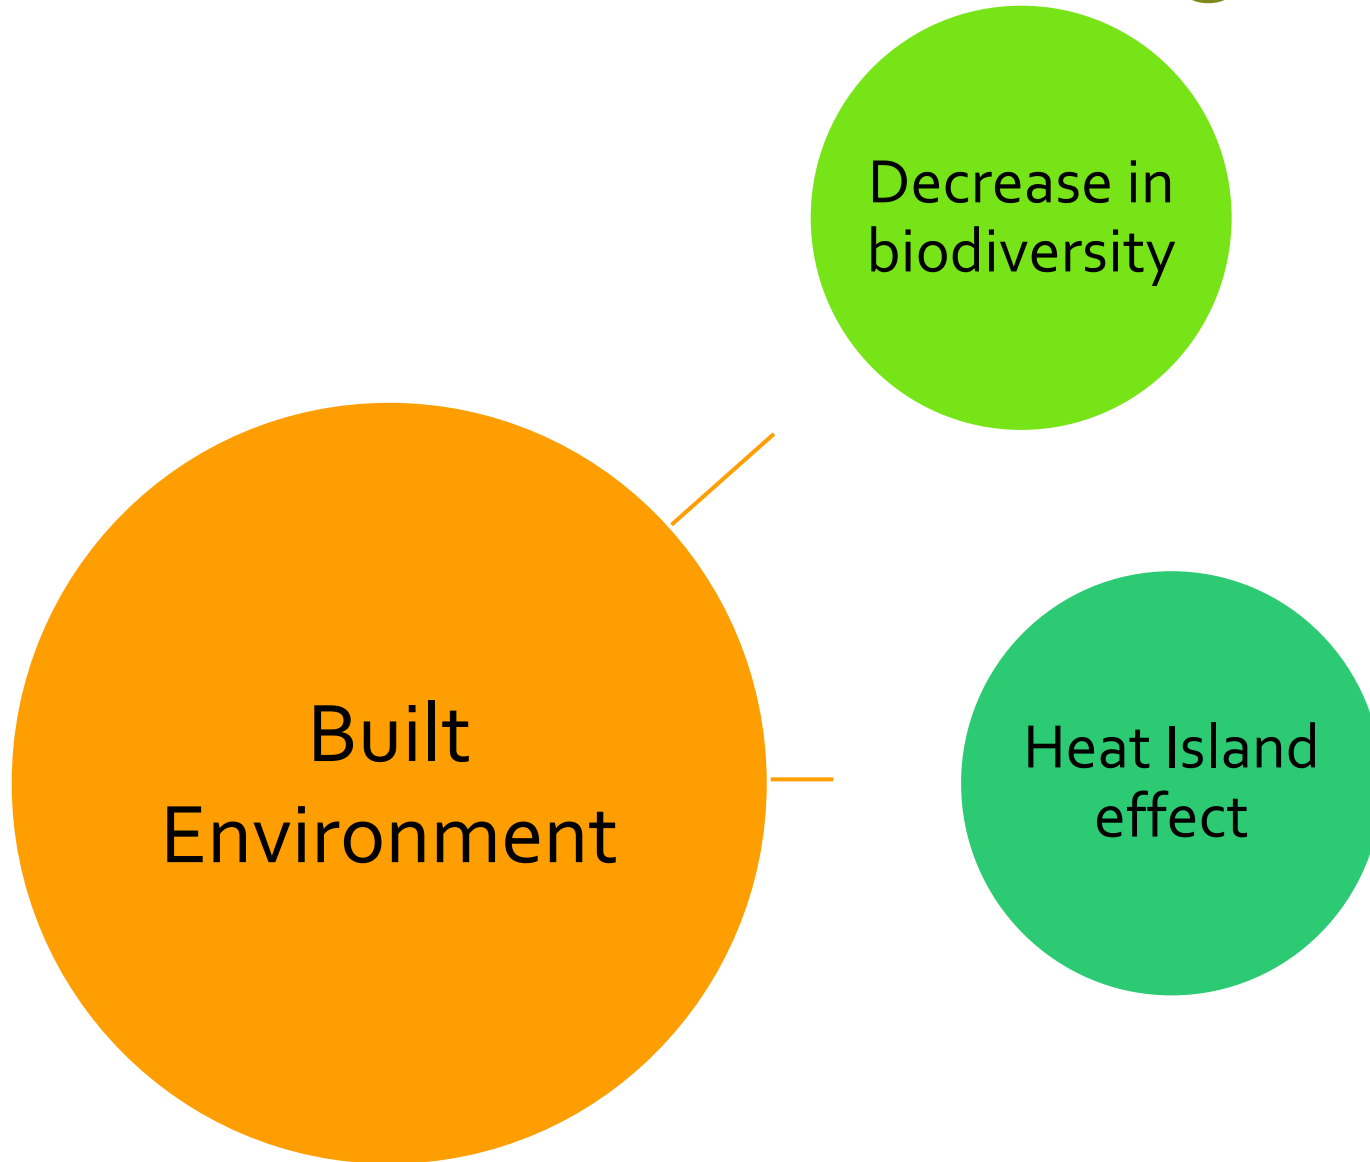 Decrease in
biodiversity
Built
Environment
Heat Island
effect